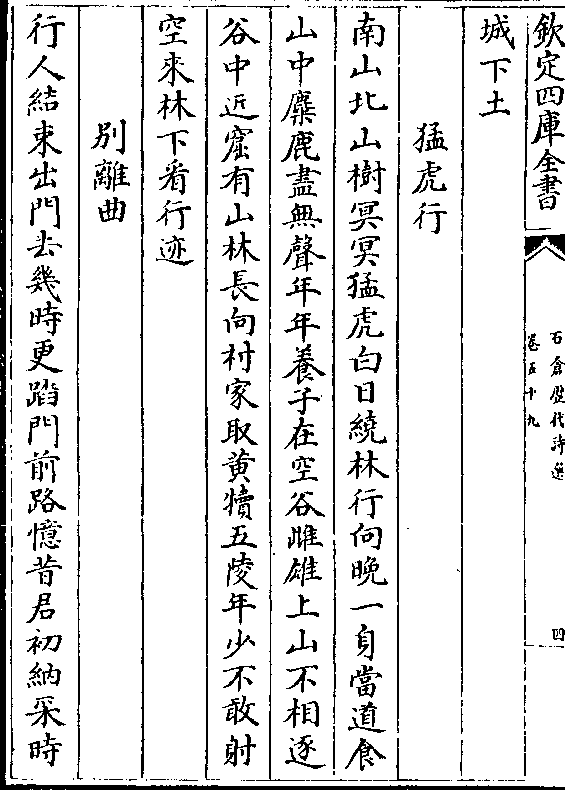 欽定四庫全書
石倉歷代詩選
卷五十九
四
城下土
猛虎行
南山北山樹冥冥猛虎白日繞林行向晚一身當道食
山中麋鹿盡無聲年年養子在空谷雌雄上山不相逐
谷中近窟有山林長向村家取黃犢五陵年少不敢射
空來林下看行迹
別離曲
行人結束出門去幾時更踏門前路憶昔君初納采時